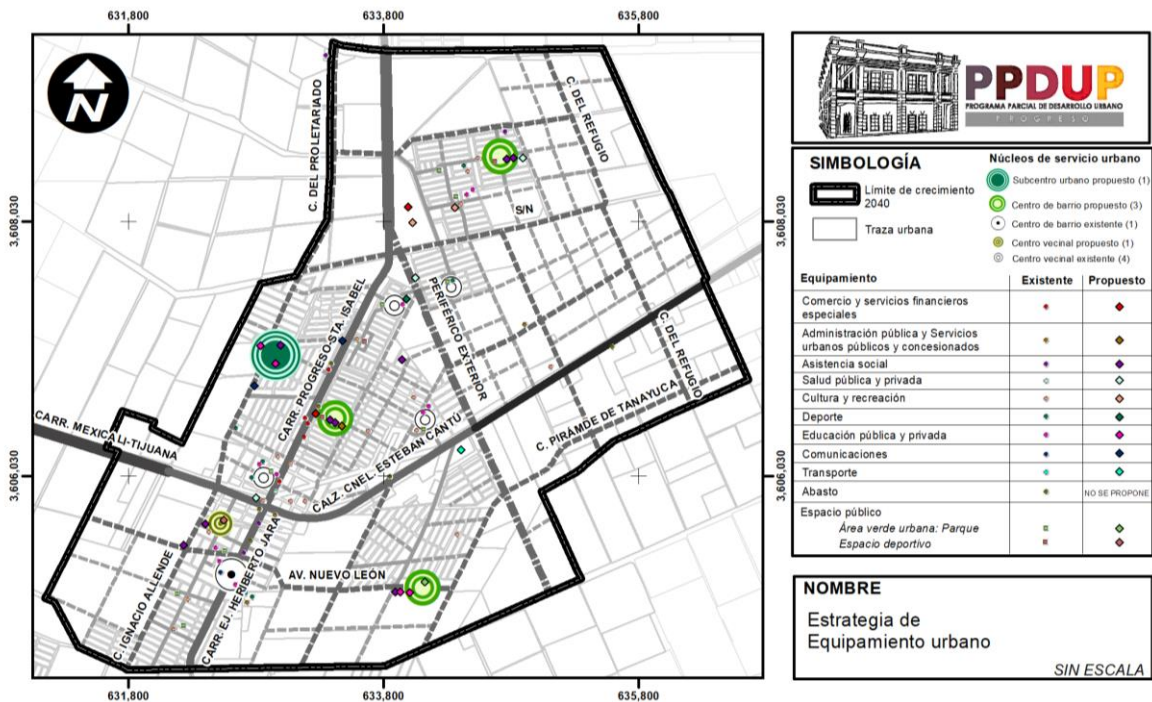 631,800
633,800
635,800
3,608,030
3,606,030
N
C. DEL PROLETARIADO
C. DEL REFUGIO
S/N
CARR. PROGRESO-STA. ISABEL
PERIFÉRICO EXTERIOR
C. DEL REFUGIO
C. PIRÁMDE DE TANAYUCA
CARR. MEXICALI-TIJUANA
CALZ. CNEL. ESTEBAN CANTÚ
C. IGNACIO ALLENDE
CARR. EJ. HERIBERTO JARA
AV. NUEVO LEÓN
3,608,030
3,606,030
631,800
633,800
635,800
PPDUP
PROGRAMA PARCIAL DE DESARROLLO URBANO
PROGRESO
SIMBOLOGÍA
Límite de crecimiento
2040
Traza urbana
Núcleos de servicio urbano
Subcentro urbano propuesto (1)
Centro de barrio propuesto (3)
Centro de barrio existente (1)
Centro vecinal propuesto (1)
Centro vecinal existente (4)
Equipamiento Existente Propuesto
Comercio y servicios financieros
especiales
Administración pública y Servicios
urbanos públicos y concesionados
Asistencia social
Salud pública y privada
Cultura y recreación
Deporte
Educación pública y privada
Comunicaciones
Transporte
Abasto NO SE PROPONE
Espacio público
Área verde urbana: Parque
Espacio deportivo
NOMBRE
Estrategia de
Equipamiento urbano
SIN ESCALA